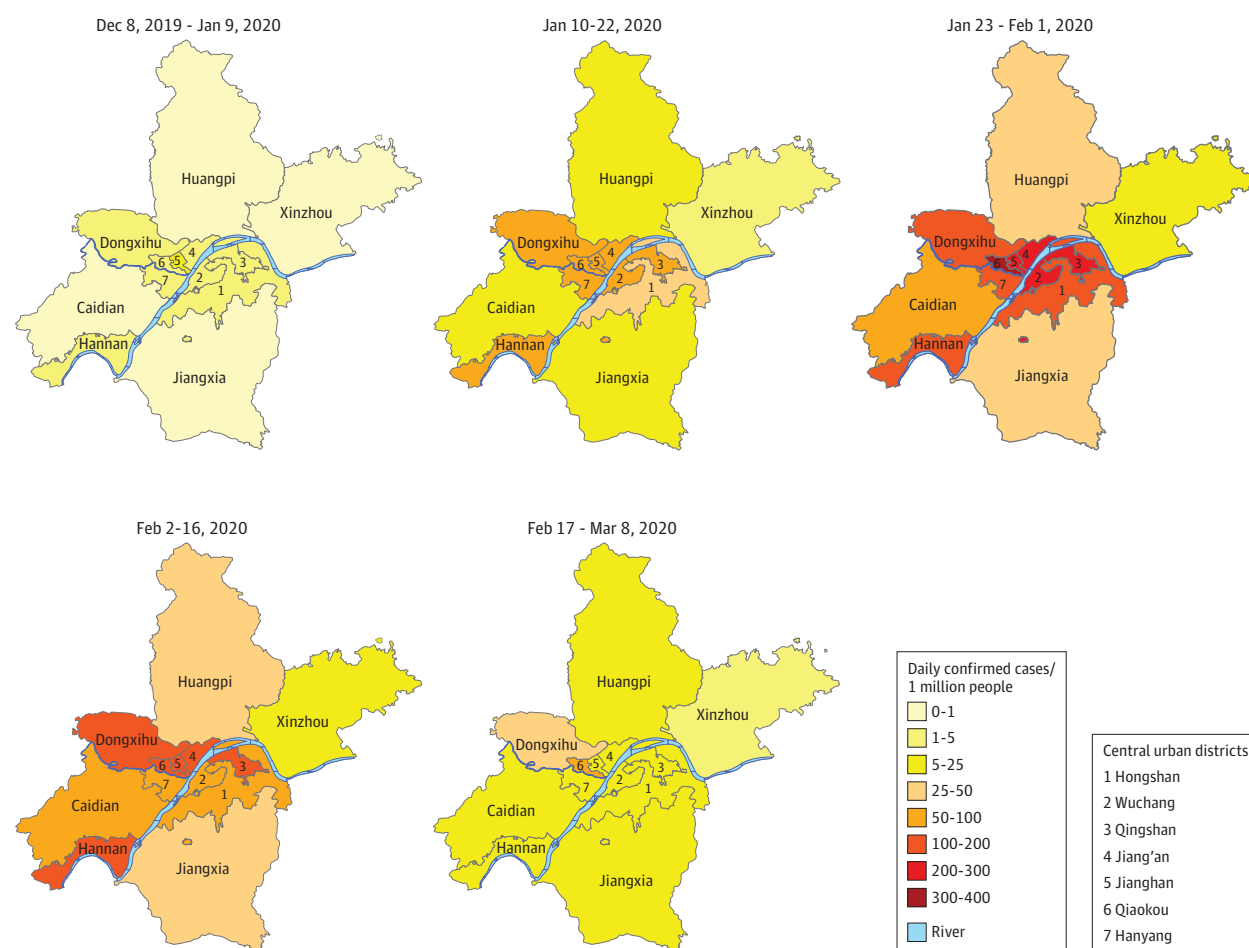 Dec 8, 2019 - Jan 9, 2020
Huangpi
Xinzhou
Dongxihu
4
6
5
3
2
7
1
Caidian
Hannan
Jiangxia
Jan 10-22, 2020
Huangpi
Xinzhou
Dongxihu
4
6
5
3
2
7
1
Caidian
Hannan
Jiangxia
Jan 23 - Feb 1, 2020
Huangpi
Xinzhou
Dongxihu
4
6
5
3
2
7
1
Caidian
Hannan
Jiangxia
Feb 2-16, 2020
Huangpi
Xinzhou
Dongxihu
4
6
5
3
2
7
1
Caidian
Hannan
Jiangxia
Feb 17 - Mar 8, 2020
Huangpi
Xinzhou
Dongxihu
4
6
5
3
2
7
1
Caidian
Hannan
Jiangxia
Daily confirmed cases/
1 million people
0-1
1-5
5-25
25-50
50-100
100-200
200-300
300-400
River
Central urban districts
1 Hongshan
2 Wuchang
3 Qingshan
4 Jiang’an
5 Jianghan
6 Qiaokou
7 Hanyang